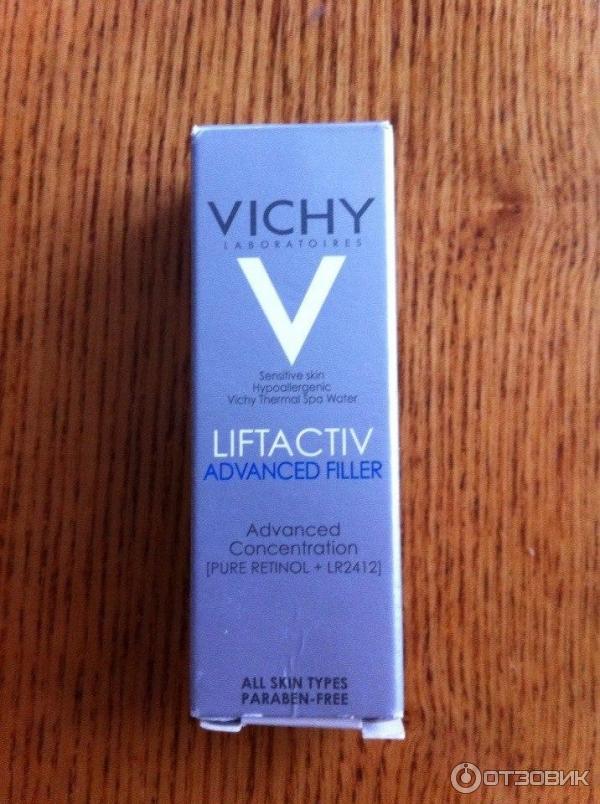 VICHY
LABORATOIRES
V
Sensitive skin
Hypoallergenic
Vichy Thermal Spa Water
LIFTACTIV
ADVANCED FILLER
Advanced
Concentration
[PURE RETINOL + LR2412]
ALL SKIN TYPES
PARABEN-FREE
ОТЗОВИК